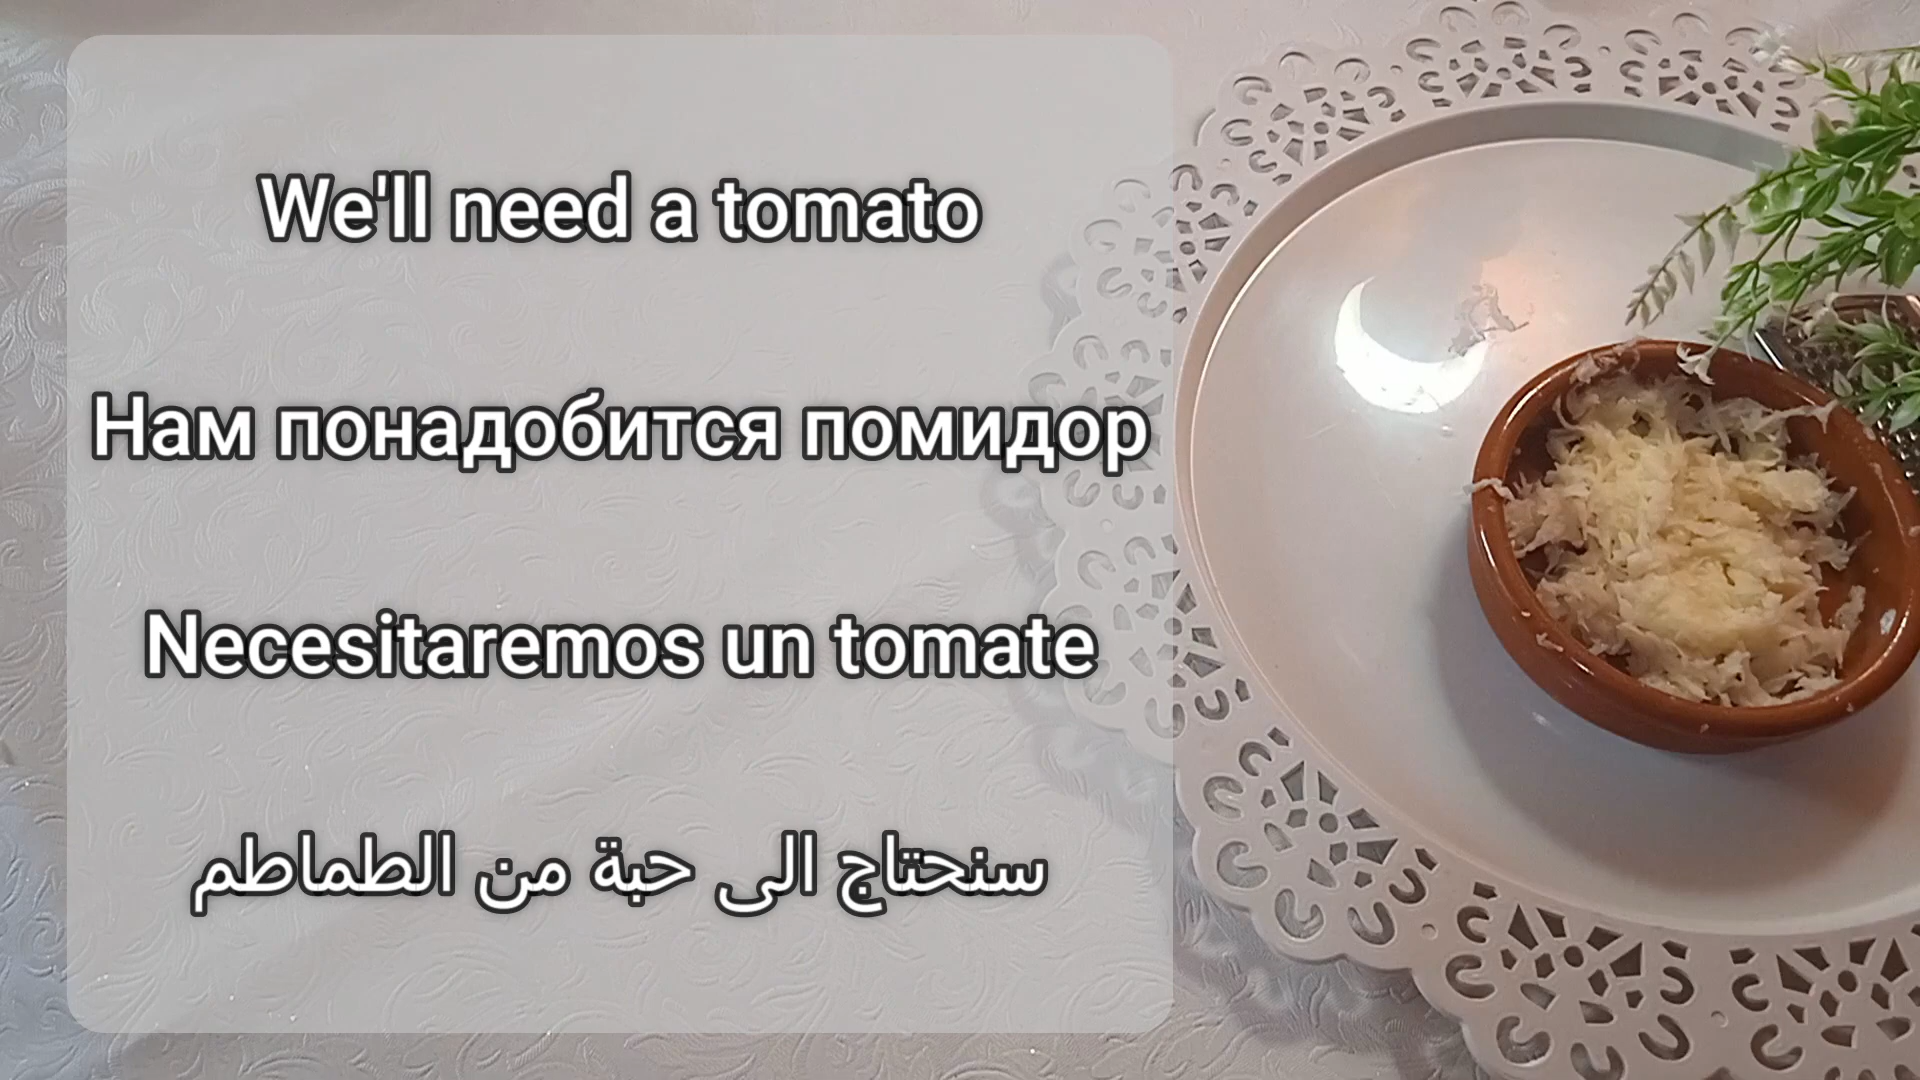 We'll need a tomato
Нам понадобится помидор
Necesitaremos un tomate
سنحتاج الى حبة من الطماطم